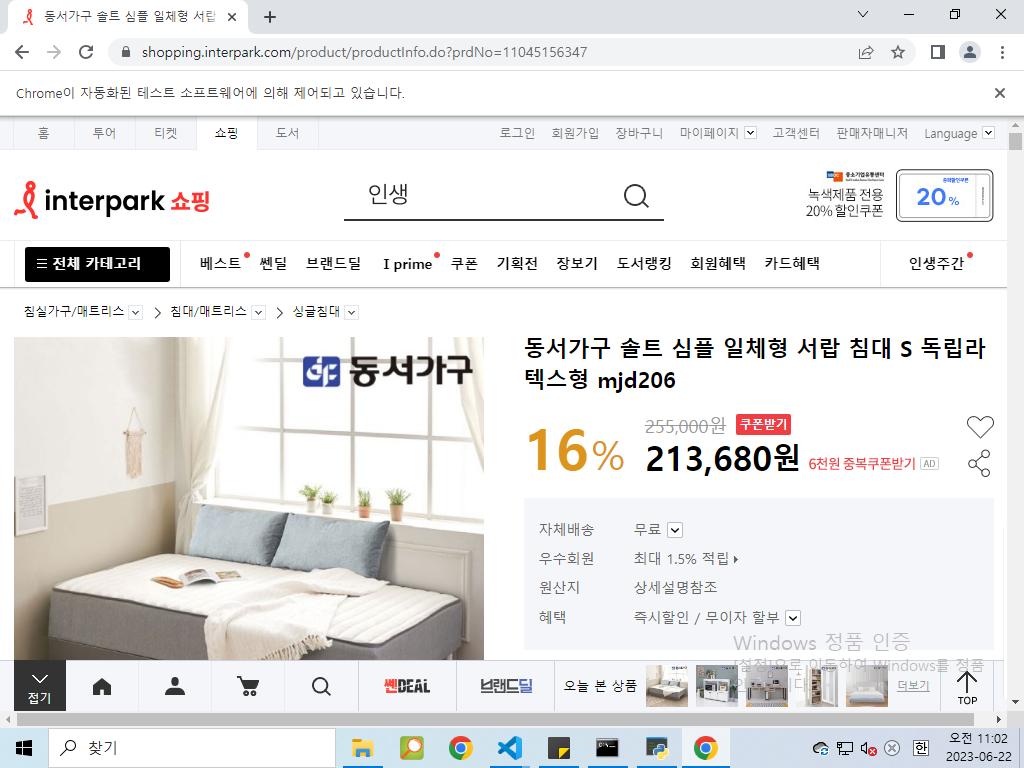 동서가구 솔트 심플 일체형 서랍
shopping.interpark.com/product/productInfo.do?prdNo=11045156347
Chrome이 자동화된 테스트 소프트웨어에 의해 제어되고 있습니다.
홈 투어 티켓 쇼핑 도서 로그인 회원가입 장바구니 마이페이지 고객센터 판매자매니저 Language
interpark 쇼핑 인생
중소기업유통센터
녹색제품 전용
20% 할인쿠폰
중복할인쿠폰
20%
전체 카테고리 베스트 쎈딜 브랜드딜 I prime 쿠폰 기획전 장보기 도서랭킹 회원혜택 카드혜택 인생주간
침실가구/매트리스 침대/매트리스 싱글침대
동서가구
동서가구 솔트 심플 일체형 서랍 침대 S 독립라
텍스형 mjd206
16% 255,000원 쿠폰받기
213,680원 6천원 중복쿠폰받기 AD
자체배송 무료
우수회원 최대 1.5% 적립
원산지 상세설명참조
혜택 즉시할인 / 무이자 할부
Windows 정품 인증
[설정]으로 이동하여 Windows를 정품
접기 쎈DEAL 브랜드딜 오늘 본 상품 더보기 TOP
찾기 한 오전 11:02
2023-06-22